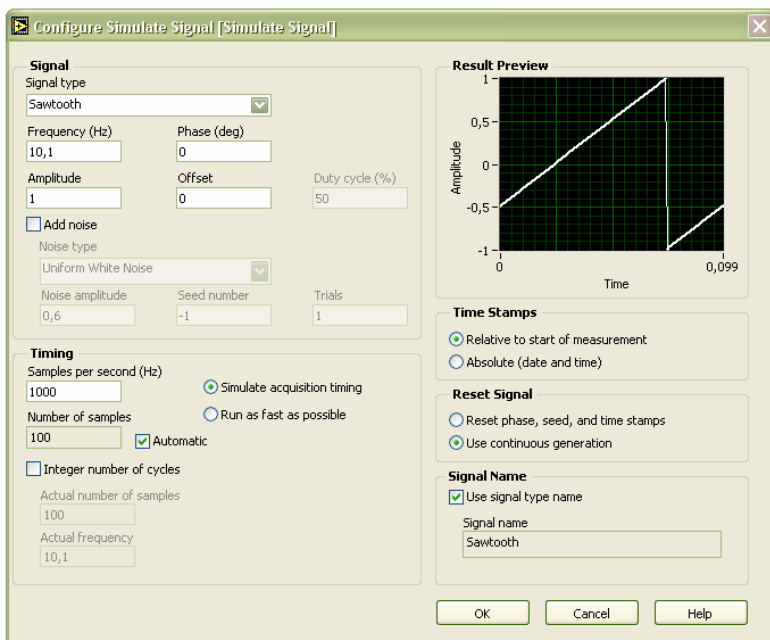 Configure Simulate Signal [Simulate Signal]
Signal
Signal type
Sawtooth
Frequency (Hz) Phase (deg)
10,1 0
Amplitude Offset Duty cycle (%)
1 0 50
Add noise
Noise type
Uniform White Noise
Noise amplitude Seed number Trials
0,6 -1 1
Timing
Samples per second (Hz)
1000
Simulate acquisition timing
Run as fast as possible
Number of samples
100
Automatic
Integer number of cycles
Actual number of samples
100
Actual frequency
10,1
Result Preview
1
0,5
0
-0,5
-1
Amplitude
0 0,099
Time
Time Stamps
Relative to start of measurement
Absolute (date and time)
Reset Signal
Reset phase, seed, and time stamps
Use continuous generation
Signal Name
Use signal type name
Signal name
Sawtooth
OK Cancel Help